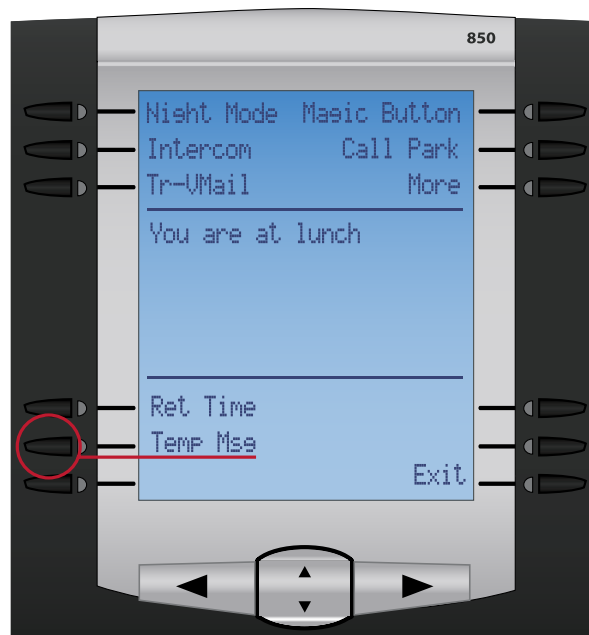 850
Night Mode Magic Button
Intercom Call Park
Tr-VMail More
You are at lunch
Ret Time
Temp Msg
Exit